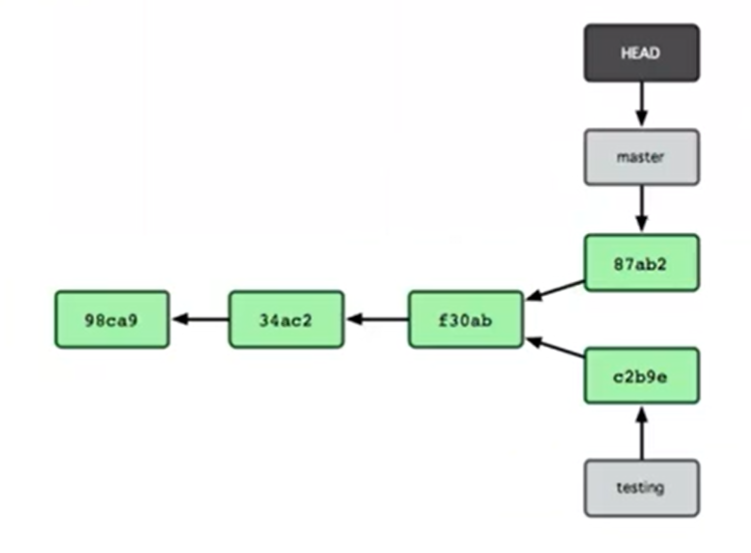 HEAD
master
87ab2
98ca9
34ac2
f30ab
c2b9e
testing